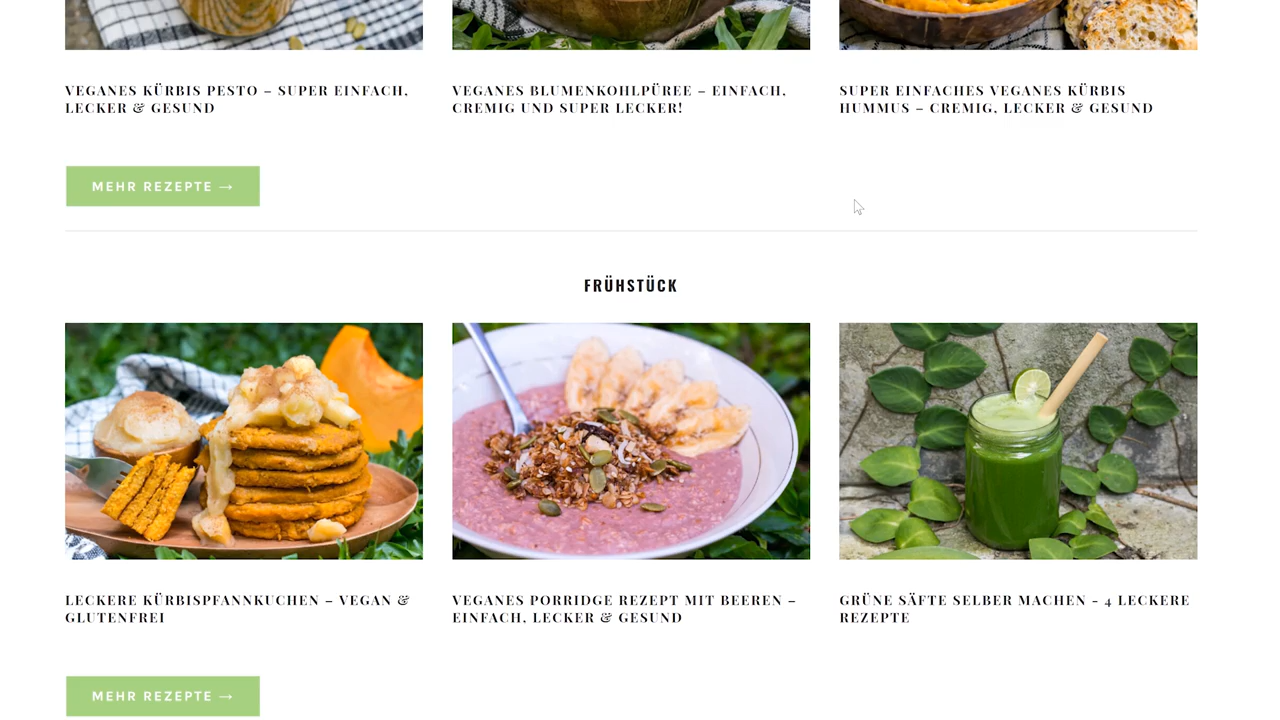 VEGANES KÜRBIS PESTO – SUPER EINFACH,
LECKER & GESUND
VEGANES BLUMENKOHLPÜREE – EINFACH,
CREMIG UND SUPER LECKER!
SUPER EINFACHES VEGANES KÜRBIS
HUMMUS – CREMIG, LECKER & GESUND
MEHR REZEPTE →
FRÜHSTÜCK
LECKERE KÜRBISPFANNKUCHEN – VEGAN &
GLUTENFREI
VEGANES PORRIDGE REZEPT MIT BEEREN –
EINFACH, LECKER & GESUND
GRÜNE SÄFTE SELBER MACHEN - 4 LECKERE
REZEPTE
MEHR REZEPTE →